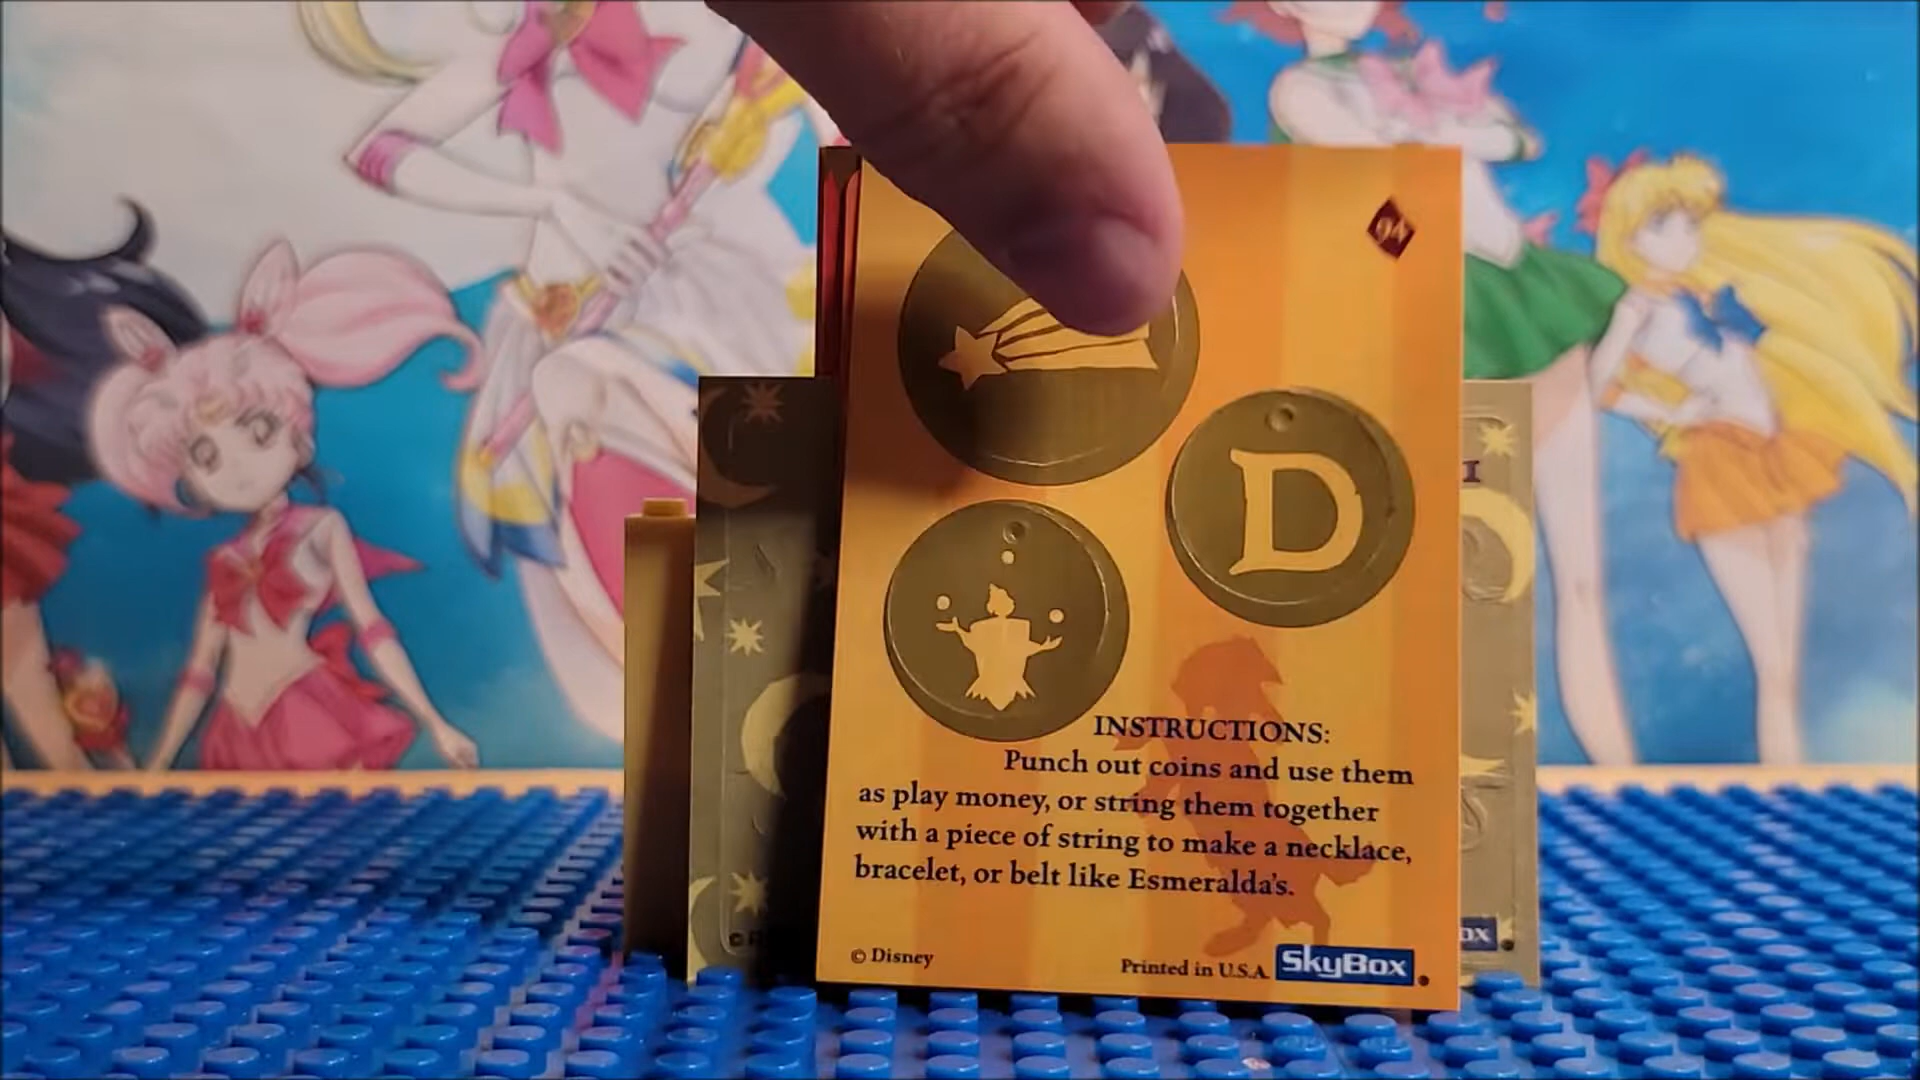 94
D
INSTRUCTIONS:
Punch out coins and use them
as play money, or string them together
with a piece of string to make a necklace,
bracelet, or belt like Esmeralda's.
© Disney
Printed in U.S.A.
SkyBox